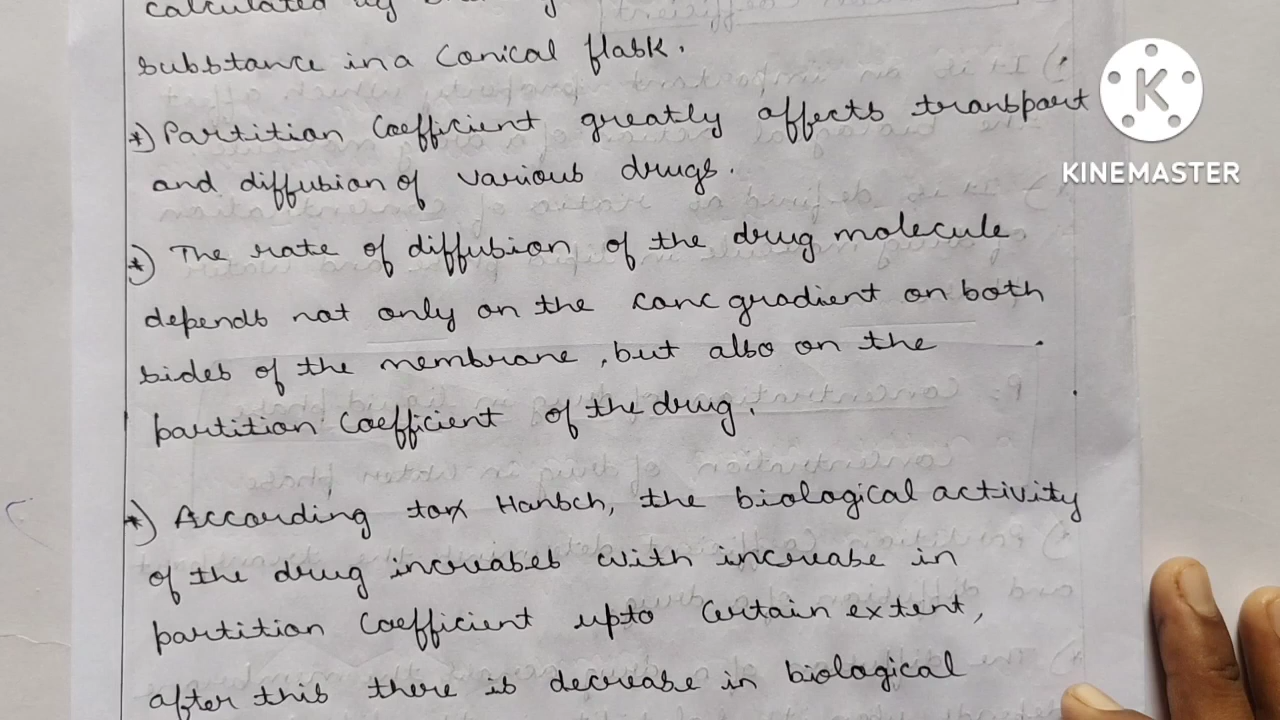 calculated by
substance in a Conical flask.
*) Partition Coefficient greatly affects transport
and diffusion of various drugs.
*) The rate of diffusion of the drug molecule
depends not only on the conc gradient on both
sides of the membrane, but also on the
partition Coefficient of the drug.
*) According to Hansch, the biological activity
of the drug increases with increase in
partition Coefficient upto Certain extent,
after this there is decrease in biological
K
KINEMASTER